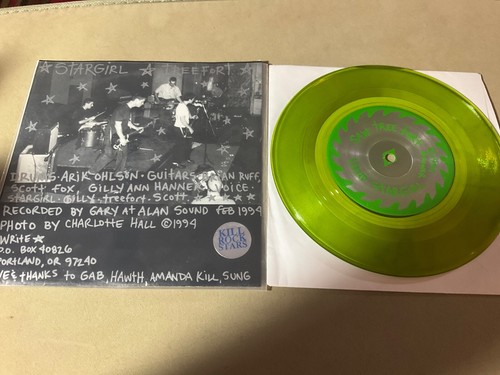 ★ STARGIRL ★ TREEFORT ★
DRUMS: ARIK OHLSON · GUITARS
SCOTT FOX, GILLY ANN HANNER VOICE
STARGIRL · GILLY. treefort · SCOTT.
RECORDED BY GARY at ALAN SOUND FEB 1994
PHOTO BY CHARLOTTE HALL ©1994
WRITE ★
P.O. BOX 40826
PORTLAND, OR 97240
THANKS to GAB, HAWTH, AMANDA KILL, SUNG
KILL
ROCK
STARS